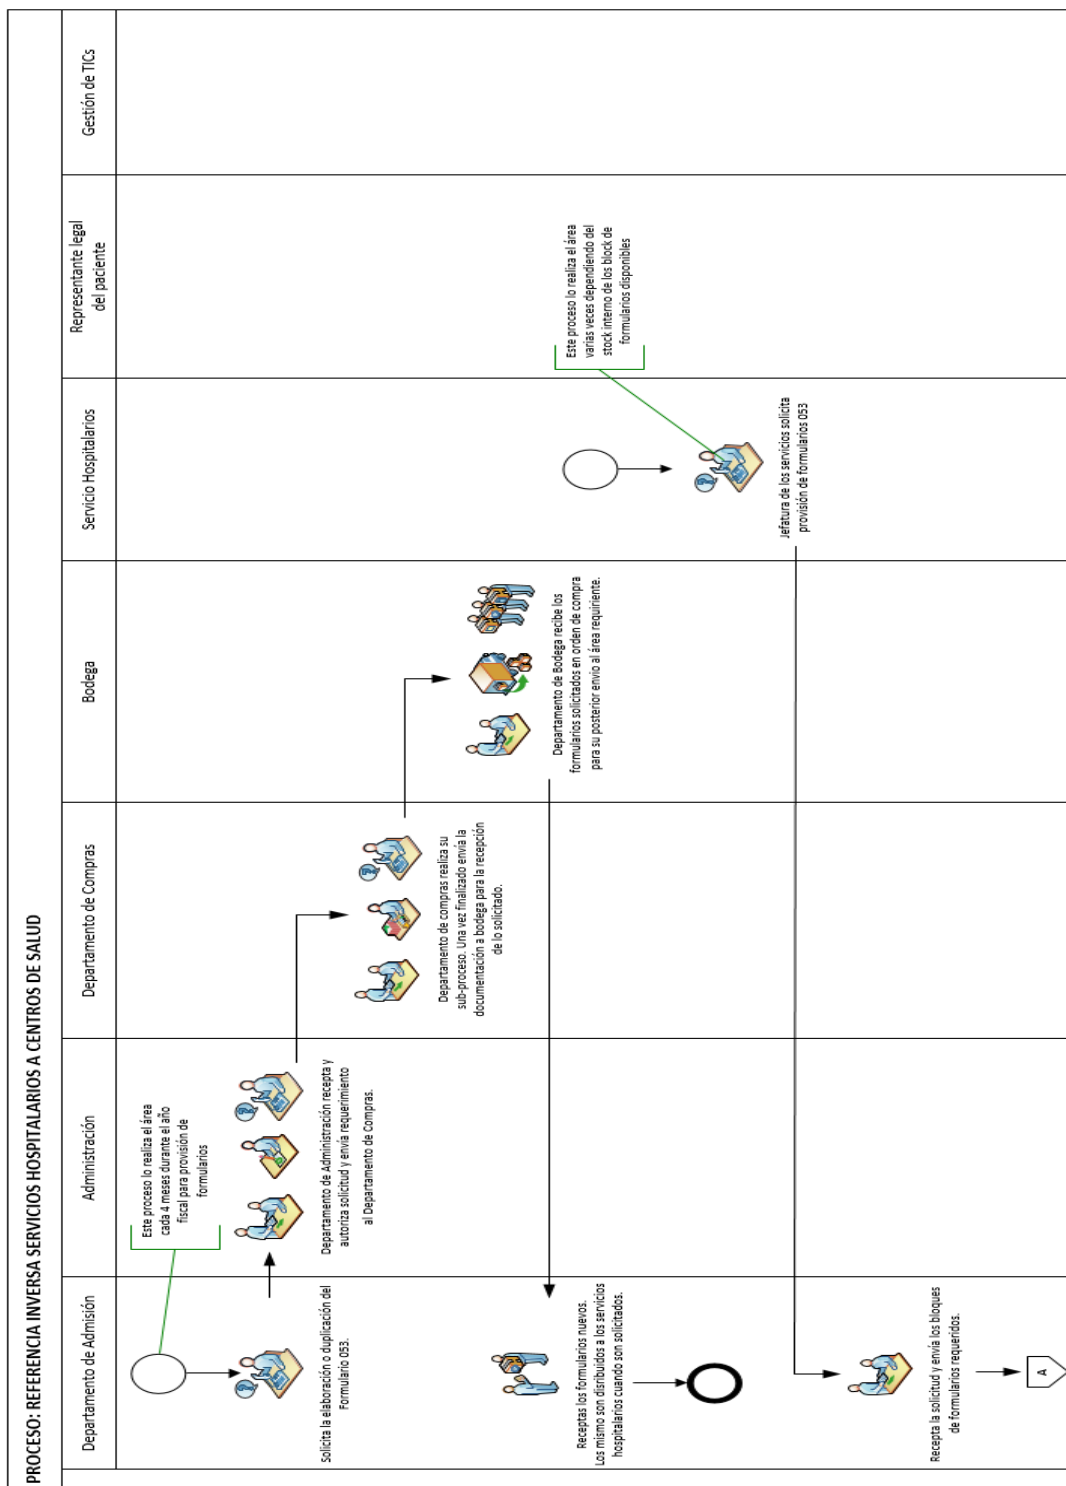 PROCESO: REFERENCIA INVERSA SERVICIOS HOSPITALARIOS A CENTROS DE SALUD
Departamento de Admisión
Administración
Departamento de Compras
Bodega
Servicio Hospitalarios
Representante legal
del paciente
Gestión de TICs
Este proceso lo realiza el área
cada 4 meses durante el año
fiscal para provisión de
formularios
Solicita la elaboración o duplicación del
Formulario 053.
Departamento de Administración recepta y
autoriza solicitud y envía requerimiento
al Departamento de Compras.
Departamento de compras realiza su
sub-proceso. Una vez finalizado envía la
documentación a bodega para la recepción
de lo solicitado.
Departamento de Bodega recibe los
formularios solicitados en orden de compra
para su posterior envio al área requiriente.
Receptas los formularios nuevos.
Los mismo son distribuidos a los servicios
hospitalarios cuando son solicitados.
Este proceso lo realiza el área
varias veces dependiendo del
stock interno de los block de
formularios disponibles
Jefatura de los servicios solicita
provisión de formularios 053
Recepta la solicitud y envía los bloques
de formularios requeridos.
A